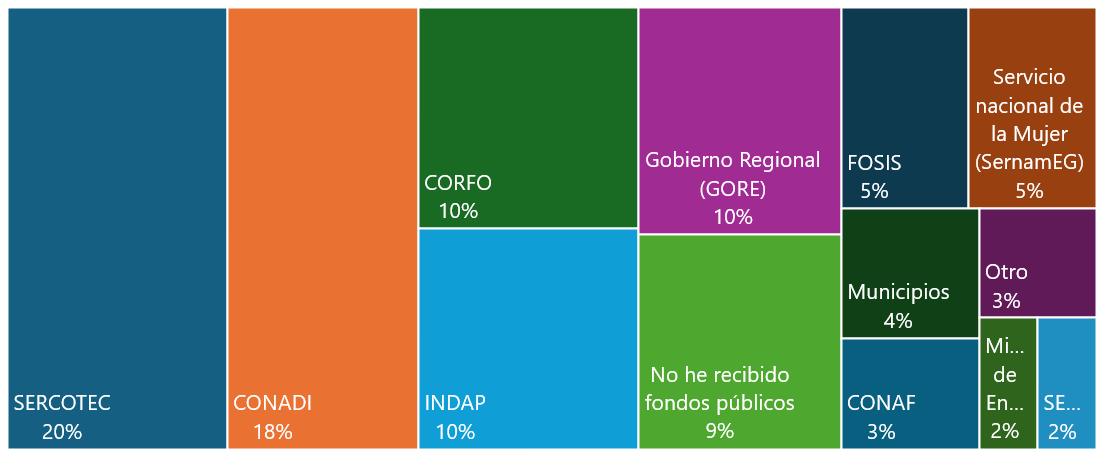 SERCOTEC
20%
CONADI
18%
CORFO
10%
INDAP
10%
Gobierno Regional
(GORE)
10%
No he recibido
fondos públicos
9%
FOSIS
5%
Servicio
nacional de
la Mujer
(SernamEG)
5%
Municipios
4%
CONAF
3%
Otro
3%
Mi...
de
En...
2%
SE...
2%